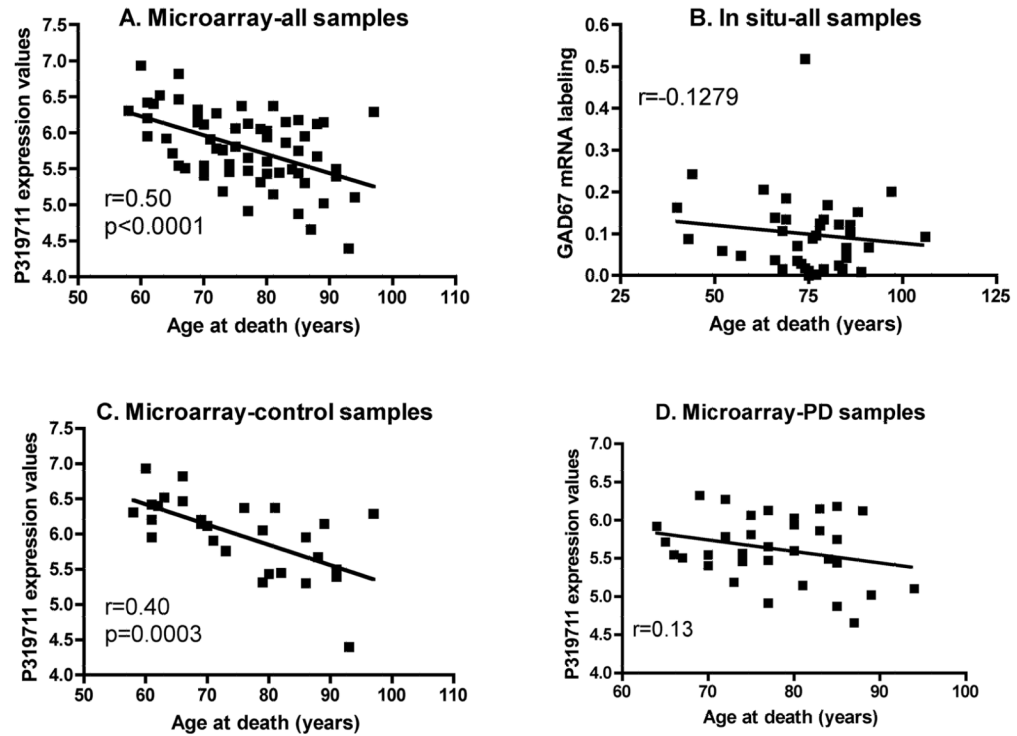 A. Microarray-all samples
P319711 expression values
7.5
7.0
6.5
6.0
5.5
5.0
4.5
4.0
r=0.50
p<0.0001
50 60 70 80 90 100 110
Age at death (years)
B. In situ-all samples
GAD67 mRNA labeling
0.6
0.5
0.4
0.3
0.2
0.1
0.0
r=-0.1279
25 50 75 100 125
Age at death (years)
C. Microarray-control samples
P319711 expression values
7.5
7.0
6.5
6.0
5.5
5.0
4.5
4.0
r=0.40
p=0.0003
50 60 70 80 90 100 110
Age at death (years)
D. Microarray-PD samples
P319711 expression values
7.0
6.5
6.0
5.5
5.0
4.5
4.0
r=0.13
60 70 80 90 100
Age at death (years)